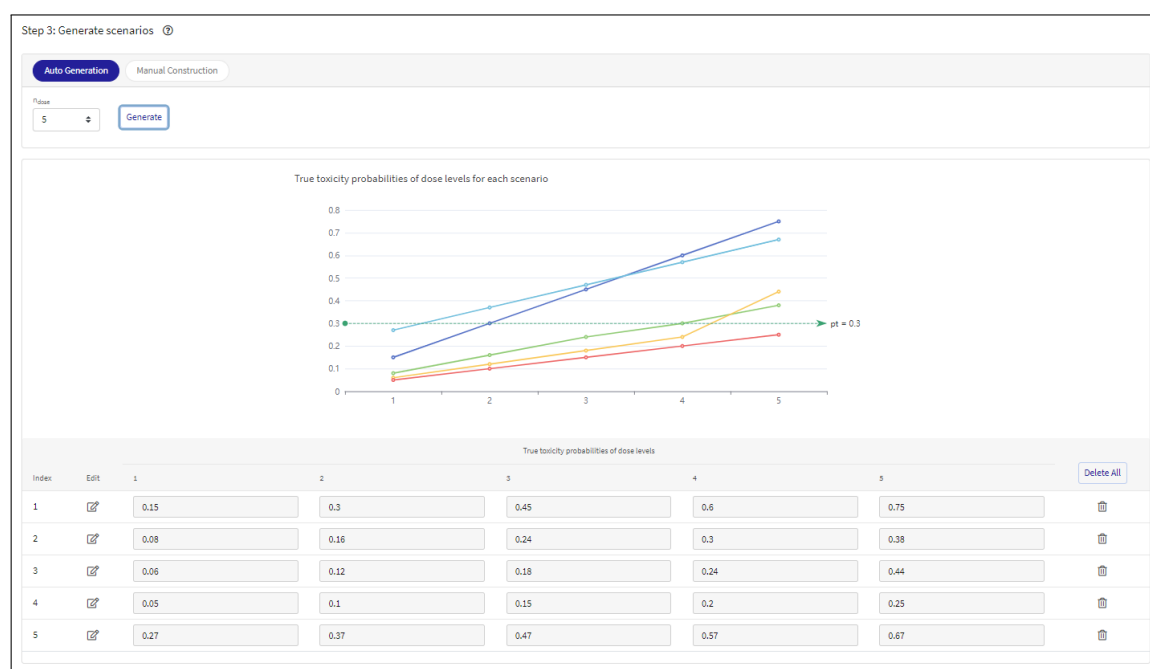 Step 3: Generate scenarios
Auto Generation Manual Construction
ndose
5 Generate
True toxicity probabilities of dose levels for each scenario
0.8
0.7
0.6
0.5
0.4
0.3 pt = 0.3
0.2
0.1
0
1 2 3 4 5
True toxicity probabilities of dose levels
Index Edit 1 2 3 4 5 Delete All
1 0.15 0.3 0.45 0.6 0.75
2 0.08 0.16 0.24 0.3 0.38
3 0.06 0.12 0.18 0.24 0.44
4 0.05 0.1 0.15 0.2 0.25
5 0.27 0.37 0.47 0.57 0.67